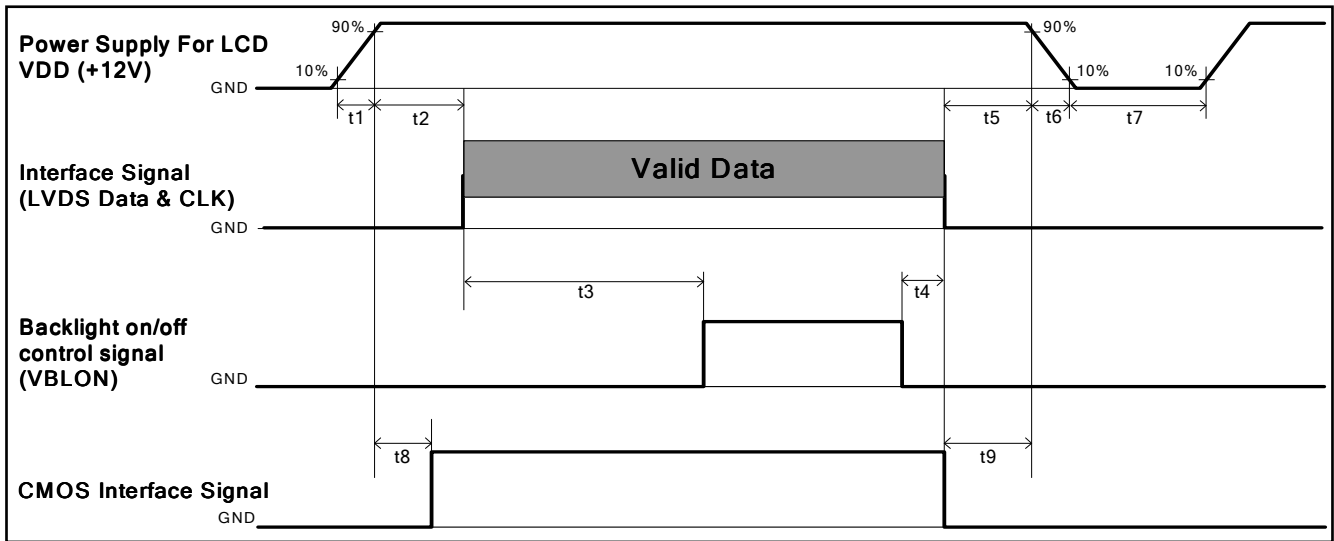 Power Supply For LCD
VDD (+12V)
90%
10%
GND
90%
10%
10%
t1
t2
t5
t6
t7
Interface Signal
(LVDS Data & CLK)
Valid Data
GND
t3
t4
Backlight on/off
control signal
(VBLON)
GND
t8
t9
CMOS Interface Signal
GND